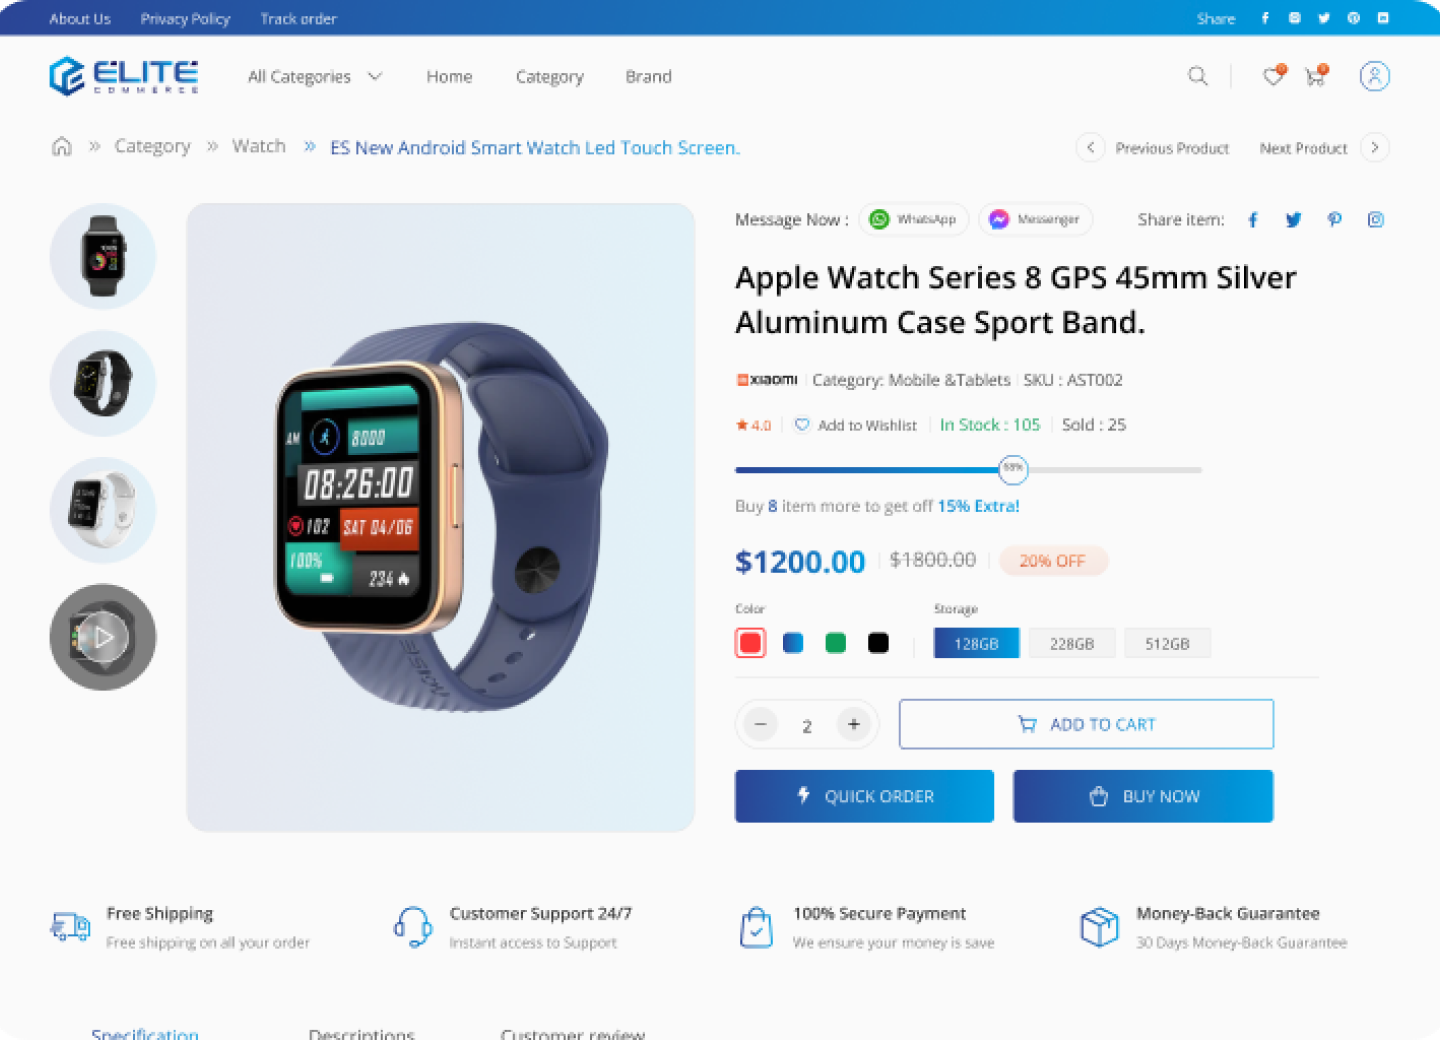 About Us Privacy Policy Track order Share
ELITE
COMMERCE
All Categories Home Category Brand
Category Watch ES New Android Smart Watch Led Touch Screen.
Previous Product Next Product
Message Now : WhatsApp Messenger Share item:
Apple Watch Series 8 GPS 45mm Silver
Aluminum Case Sport Band.
xiaomi Category: Mobile &Tablets SKU : AST002
4.0 Add to Wishlist In Stock : 105 Sold : 25
Buy 8 item more to get off 15% Extra!
$1200.00 $1800.00 20% OFF
Color Storage
128GB 228GB 512GB
2 ADD TO CART
QUICK ORDER BUY NOW
AM 8000
08:26:00
102 SAT 04/06
100%
234
Free Shipping
Free shipping on all your order
Customer Support 24/7
Instant access to Support
100% Secure Payment
We ensure your money is save
Money-Back Guarantee
30 Days Money-Back Guarantee
Specification Descriptions Customer review